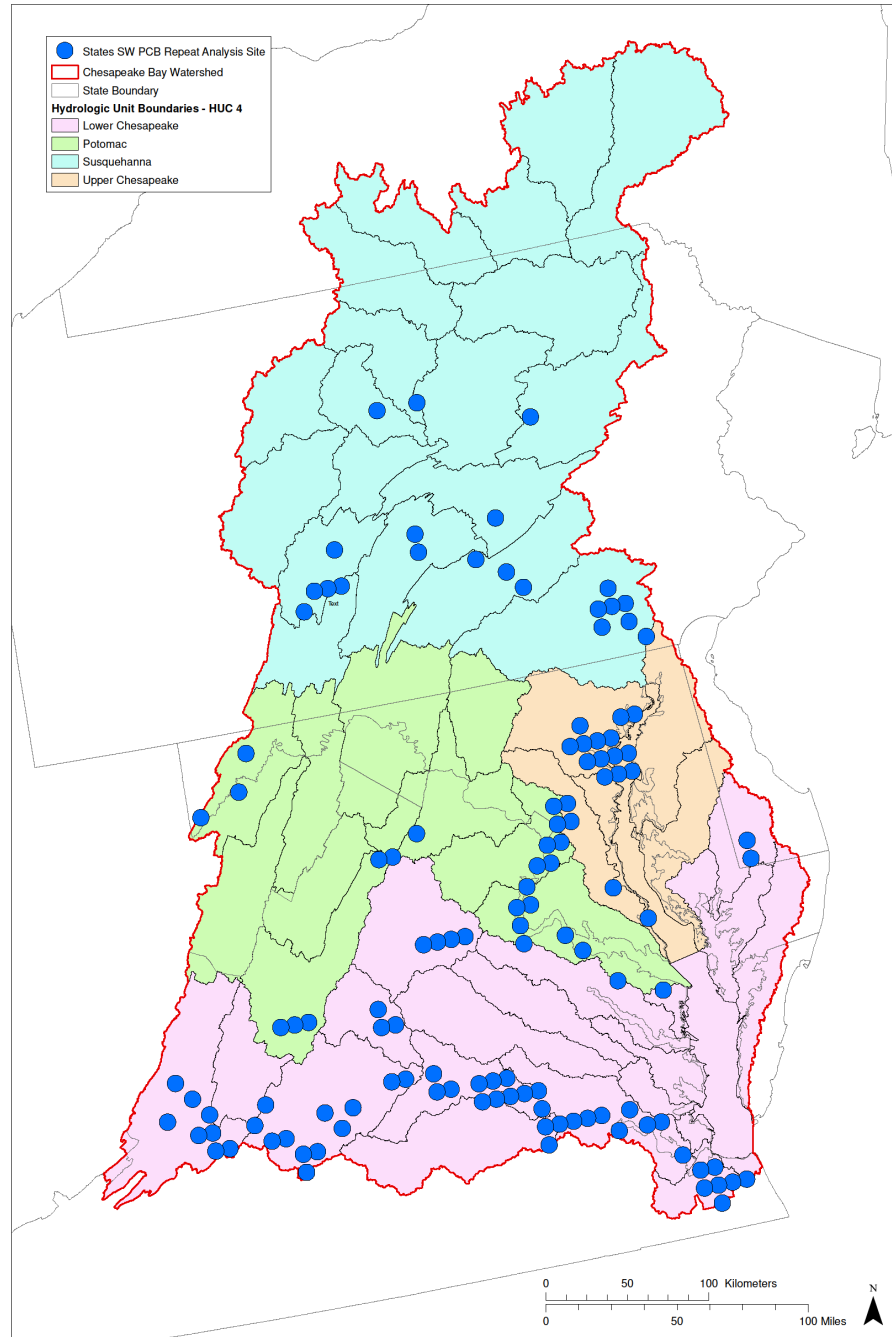 States SW PCB Repeat Analysis Site
Chesapeake Bay Watershed
State Boundary
Hydrologic Unit Boundaries - HUC 4
Lower Chesapeake
Potomac
Susquehanna
Upper Chesapeake
Text
0 50 100 Kilometers
0 50 100 Miles
N